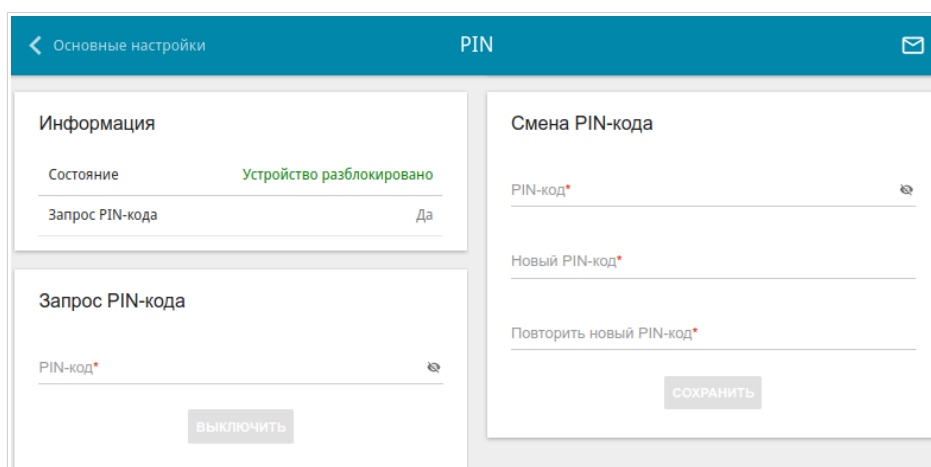 Основные настройки
PIN
Информация
Состояние Устройство разблокировано
Запрос PIN-кода Да
Запрос PIN-кода
PIN-код*
ВЫКЛЮЧИТЬ
Смена PIN-кода
PIN-код*
Новый PIN-код*
Повторить новый PIN-код*
СОХРАНИТЬ